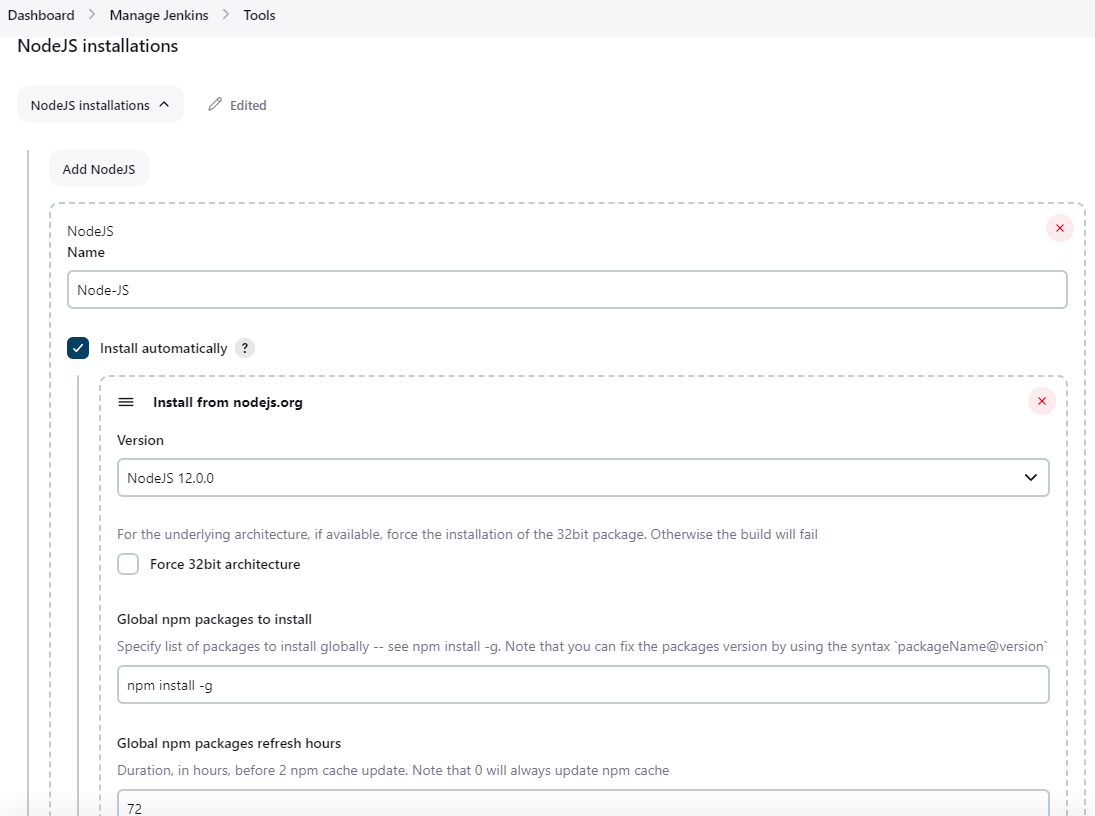 Dashboard > Manage Jenkins > Tools
NodeJS installations
NodeJS installations Edited
Add NodeJS
NodeJS
Name
Node-JS
Install automatically ?
Install from nodejs.org
Version
NodeJS 12.0.0
For the underlying architecture, if available, force the installation of the 32bit package. Otherwise the build will fail
Force 32bit architecture
Global npm packages to install
Specify list of packages to install globally -- see npm install -g. Note that you can fix the packages version by using the syntax `packageName@version`
npm install -g
Global npm packages refresh hours
Duration, in hours, before 2 npm cache update. Note that 0 will always update npm cache
72